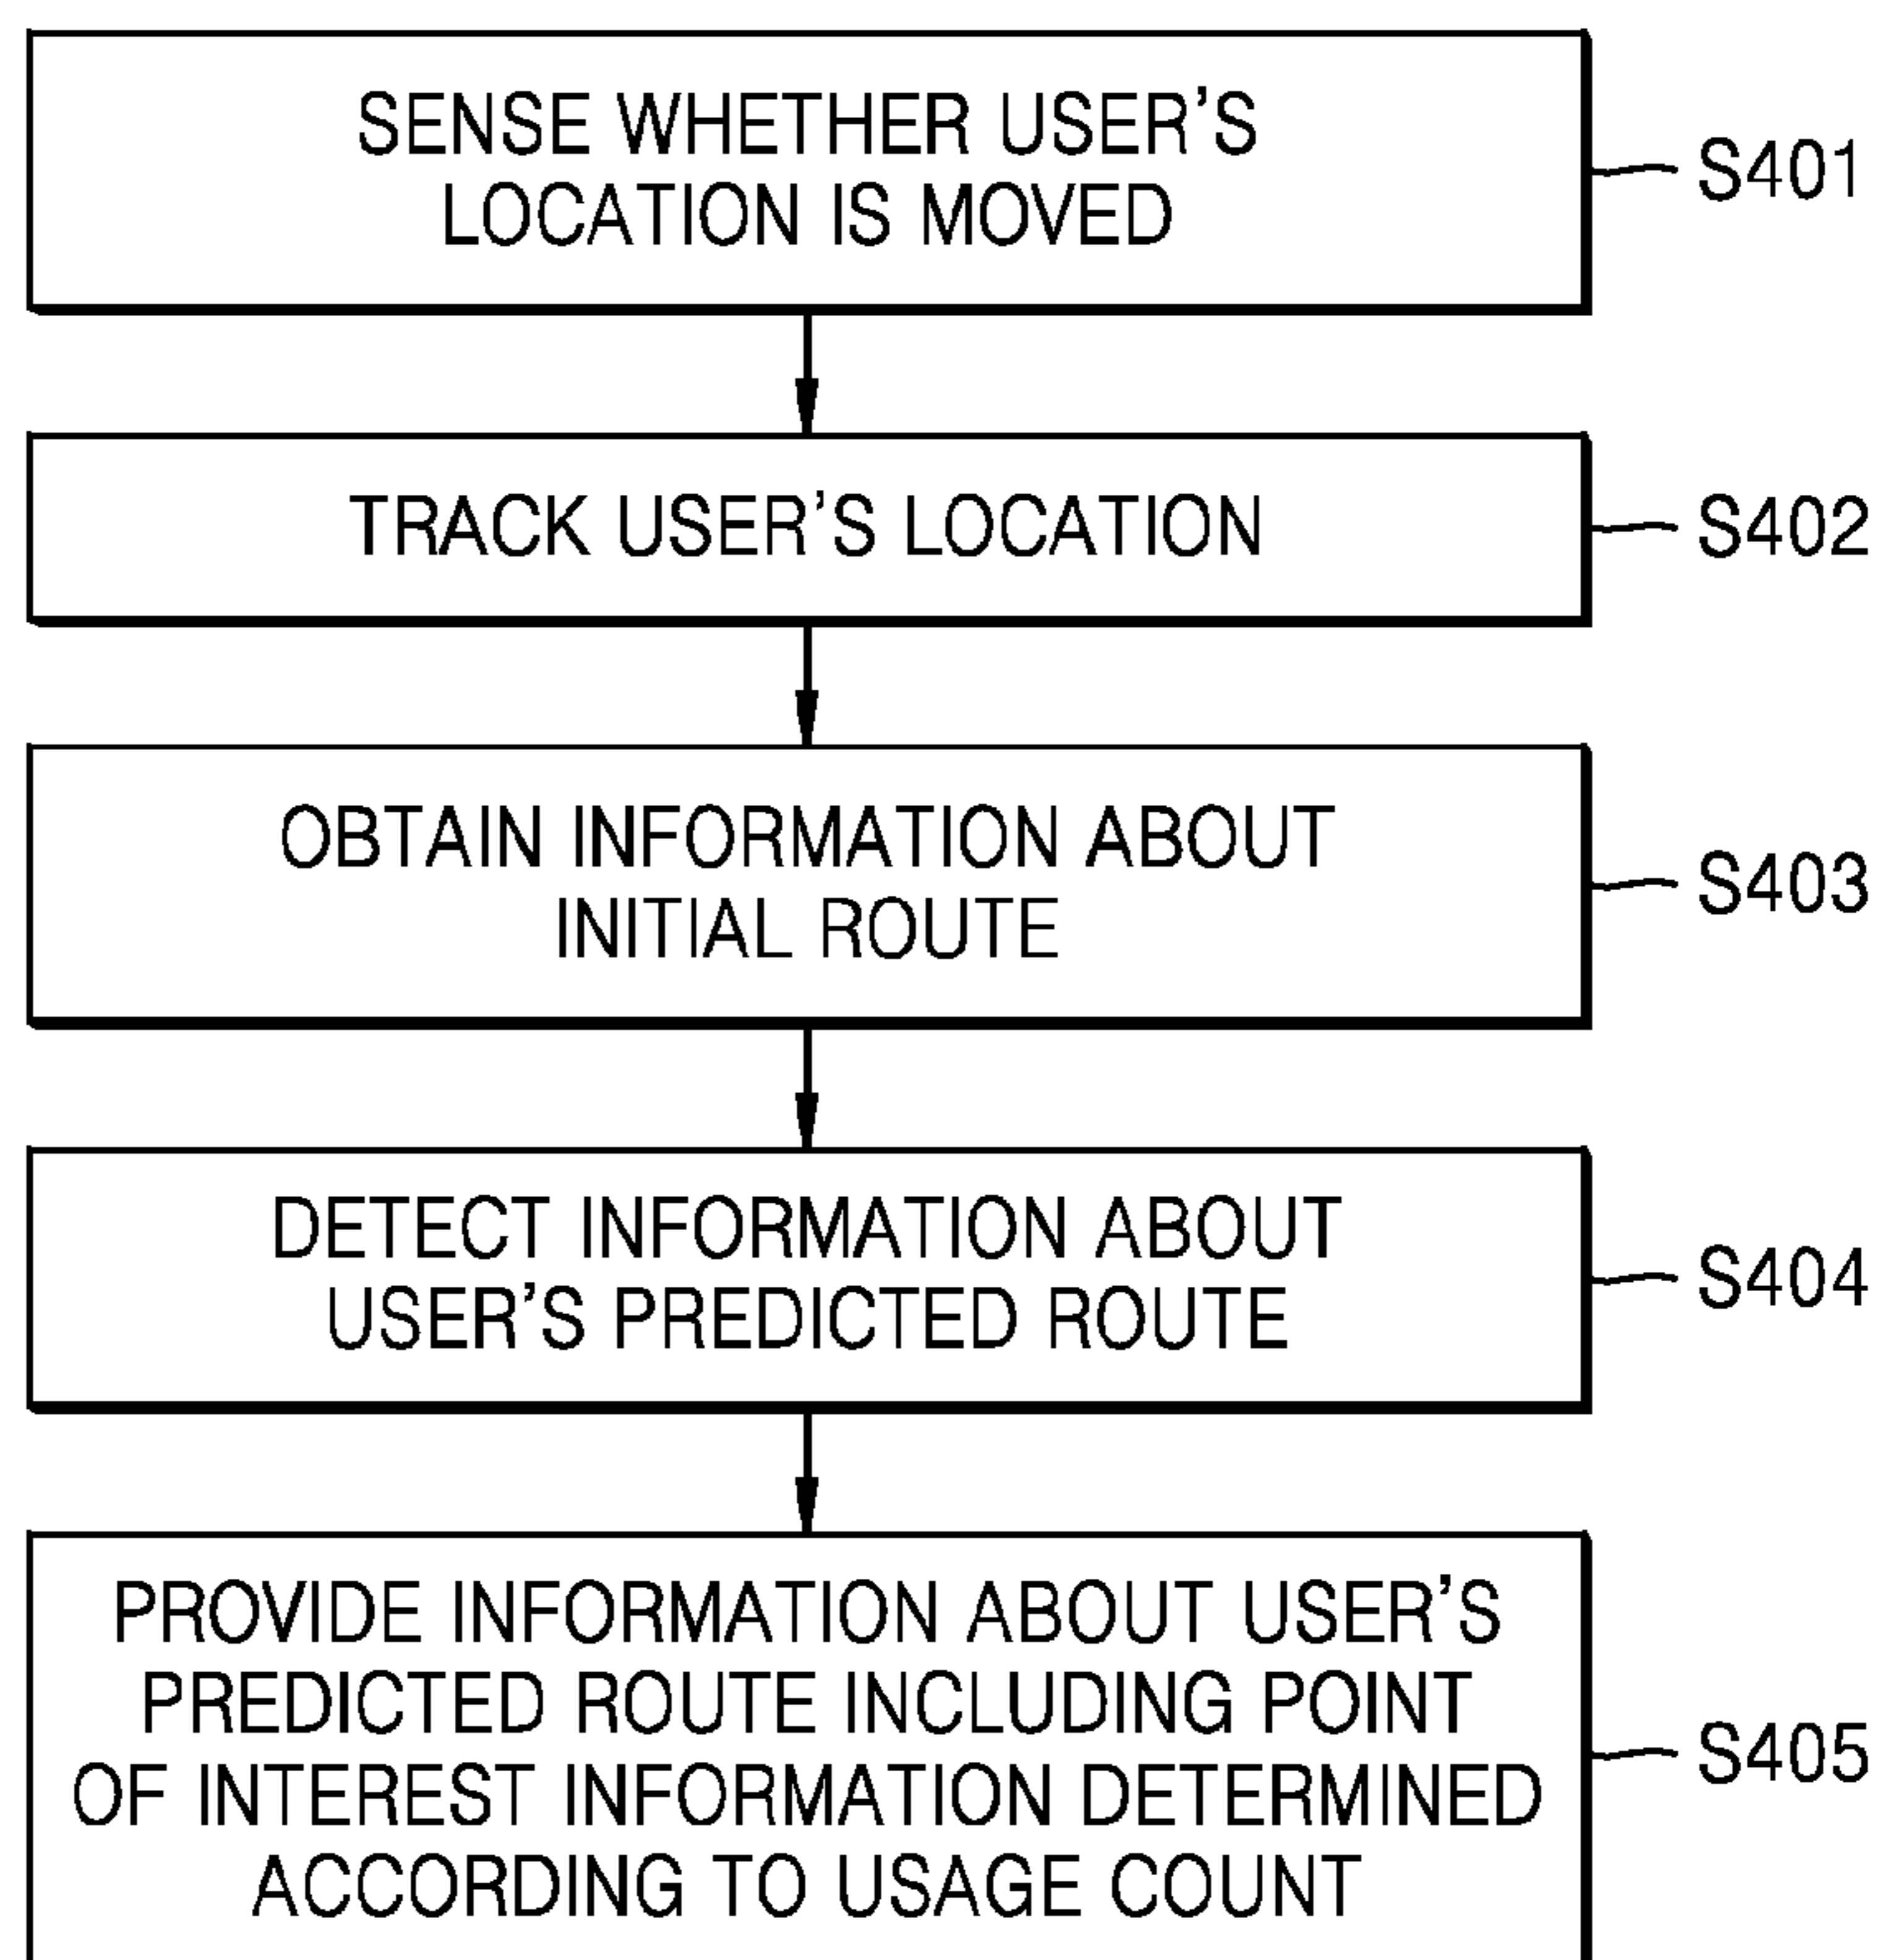 SENSE WHETHER USER'S
LOCATION IS MOVED
S401
TRACK USER'S LOCATION
S402
OBTAIN INFORMATION ABOUT
INITIAL ROUTE
S403
DETECT INFORMATION ABOUT
USER'S PREDICTED ROUTE
S404
PROVIDE INFORMATION ABOUT USER'S
PREDICTED ROUTE INCLUDING POINT
OF INTEREST INFORMATION DETERMINED
ACCORDING TO USAGE COUNT
S405